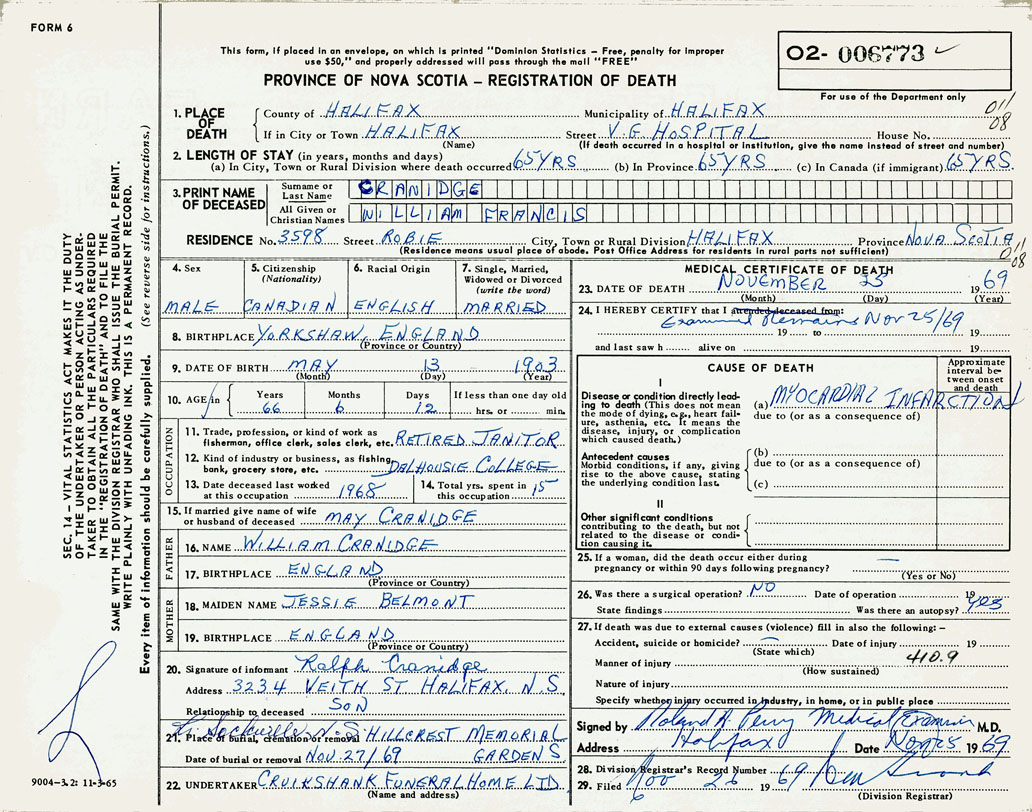 FORM 6
This form, if placed in an envelope, on which is printed "Dominion Statistics – Free, penalty for improper
use $50," and properly addressed will pass through the mail "FREE"
PROVINCE OF NOVA SCOTIA – REGISTRATION OF DEATH
02- 006773 ✓
For use of the Department only
011
08
1. PLACE OF DEATH
County of HALIFAX Municipality of HALIFAX
If in City or Town HALIFAX Street V.G HOSPITAL House No.
(Name) (If death occurred in a hospital or institution, give the name instead of street and number)
2. LENGTH OF STAY (in years, months and days)
(a) In City, Town or Rural Division where death occurred 65YRS (b) In Province 65YRS (c) In Canada (if immigrant) 65YRS.
3. PRINT NAME OF DECEASED
Surname or Last Name CRANIDGE
All Given or Christian Names WILLIAM FRANCIS
RESIDENCE No. 3598 Street ROBIE City, Town or Rural Division HALIFAX Province NOVA SCOTIA
(Residence means usual place of abode. Post Office Address for residents in rural parts not sufficient)
011
08
4. Sex MALE
5. Citizenship (Nationality) CANADIAN
6. Racial Origin ENGLISH
7. Single, Married, Widowed or Divorced (write the word) MARRIED
8. BIRTHPLACE YORKSHAW, ENGLAND
(Province or Country)
9. DATE OF BIRTH MAY 13 1903
(Month) (Day) (Year)
10. AGE in Years 66 Months 6 Days 12 If less than one day old hrs. or min.
OCCUPATION
11. Trade, profession, or kind of work as fisherman, office clerk, sales clerk, etc. RETIRED JANITOR
12. Kind of industry or business, as fishing, bank, grocery store, etc. DALHOUSIE COLLEGE
13. Date deceased last worked at this occupation 1968
14. Total yrs. spent in this occupation 15
15. If married give name of wife or husband of deceased MAY CRANIDGE
FATHER
16. NAME WILLIAM CRANIDGE
17. BIRTHPLACE ENGLAND
(Province or Country)
MOTHER
18. MAIDEN NAME JESSIE BELMONT
19. BIRTHPLACE ENGLAND
(Province or Country)
20. Signature of informant Ralph Cranidge
Address 3234 VEITH ST HALIFAX, N.S
Relationship to deceased SON
21. Place of burial, cremation or removal Sackville N.S HILLCREST MEMORIAL GARDENS
Date of burial or removal NOV.27/69
22. UNDERTAKER CRUIKSHANK FUNERAL HOME LTD
(Name and address)
MEDICAL CERTIFICATE OF DEATH
23. DATE OF DEATH NOVEMBER 25 1969
(Month) (Day) (Year)
24. I HEREBY CERTIFY that I attended deceased from:
Examined Remains Nov 25/69
19 to 19
and last saw h alive on 19
CAUSE OF DEATH
Approximate interval between onset and death
I
Disease or condition directly leading to death (This does not mean the mode of dying, e.g., heart failure, asthenia, etc. It means the disease, injury, or complication which caused death.)
(a) MYOCARDIAL INFARCTION
due to (or as a consequence of)
Antecedent causes
Morbid conditions, if any, giving rise to the above cause, stating the underlying condition last.
(b)
due to (or as a consequence of)
(c)
II
Other significant conditions contributing to the death, but not related to the disease or condition causing it.
25. If a woman, did the death occur either during pregnancy or within 90 days following pregnancy? —
(Yes or No)
26. Was there a surgical operation? NO Date of operation 19
State findings Was there an autopsy? yes
27. If death was due to external causes (violence) fill in also the following: –
Accident, suicide or homicide? — Date of injury 19
(State which)
410.9
Manner of injury
(How sustained)
Nature of injury
Specify whether injury occurred in industry, in home, or in public place
Signed by Roland H. Perry Medical Examiner M.D.
Address Halifax Date Nov 25 1969
28. Division Registrar's Record Number
29. Filed Nov 26 1969
(Division Registrar)
SEC. 14 – VITAL STATISTICS ACT MAKES IT THE DUTY
OF THE UNDERTAKER OR PERSON ACTING AS UNDER-
TAKER TO OBTAIN ALL THE PARTICULARS REQUIRED
IN THE "REGISTRATION OF DEATH" AND TO FILE THE
SAME WITH THE DIVISION REGISTRAR WHO SHALL ISSUE THE BURIAL PERMIT.
WRITE PLAINLY WITH UNFADING INK. THIS IS A PERMANENT RECORD.
Every item of information should be carefully supplied. (See reverse side for instructions.)
9004–3.2: 11-3-65